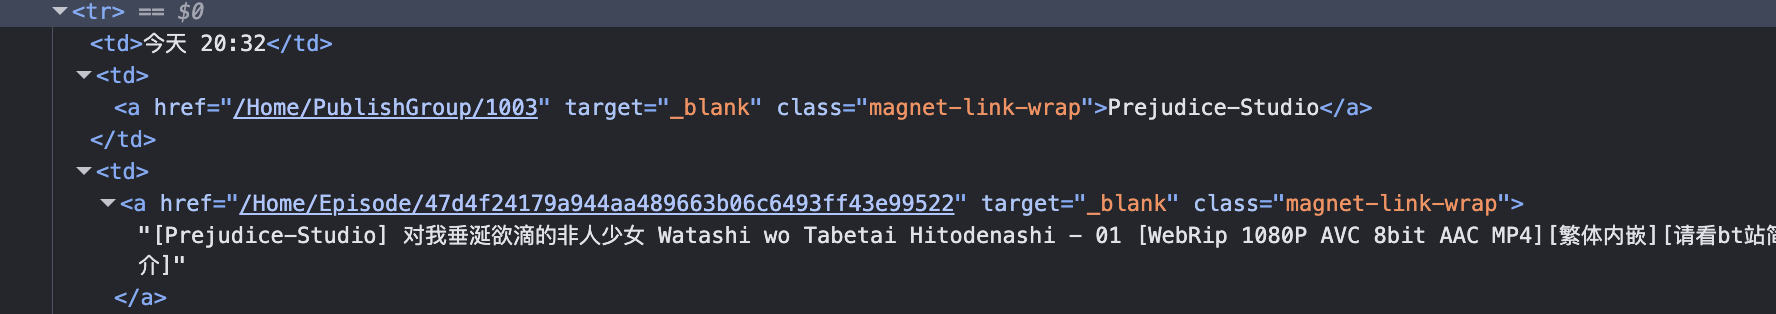 <tr> == $0
<td>今天 20:32</td>
<td>
<a href="/Home/PublishGroup/1003" target="_blank" class="magnet-link-wrap">Prejudice-Studio</a>
</td>
<td>
<a href="/Home/Episode/47d4f24179a944aa489663b06c6493ff43e99522" target="_blank" class="magnet-link-wrap">
"[Prejudice-Studio] 对我垂涎欲滴的非人少女 Watashi wo Tabetai Hitodenashi - 01 [WebRip 1080P AVC 8bit AAC MP4][繁体内嵌][请看bt站简
介]"
</a>